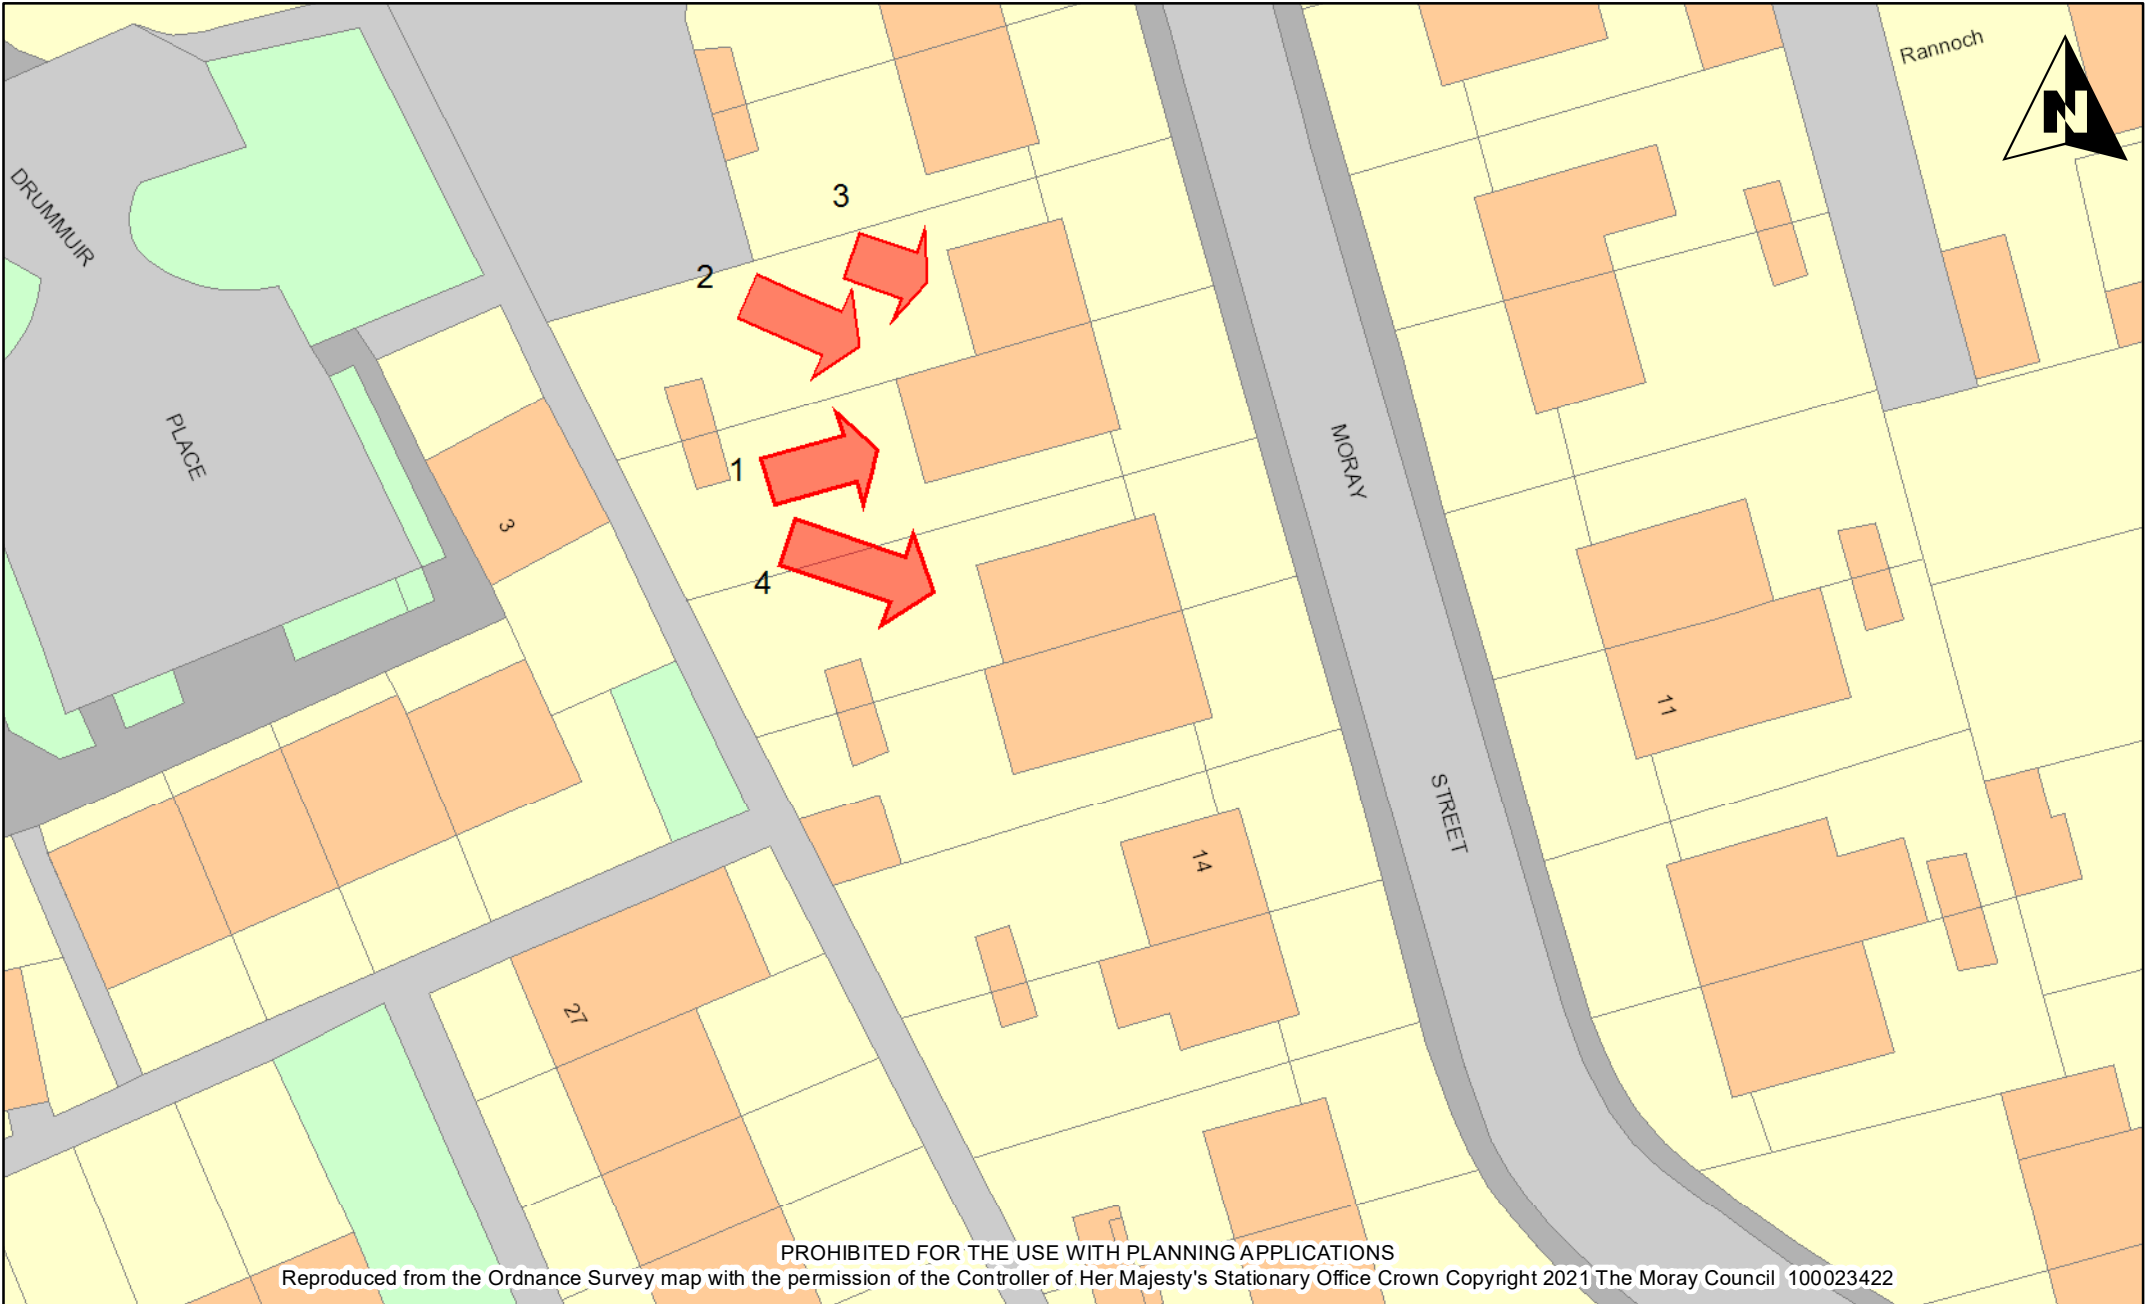 Rannoch
N
DRUMMUIR
3
2
PLACE
MORAY
1
3
4
11
STREET
14
27
PROHIBITED FOR THE USE WITH PLANNING APPLICATIONS
Reproduced from the Ordnance Survey map with the permission of the Controller of Her Majesty's Stationary Office Crown Copyright 2021 The Moray Council 100023422